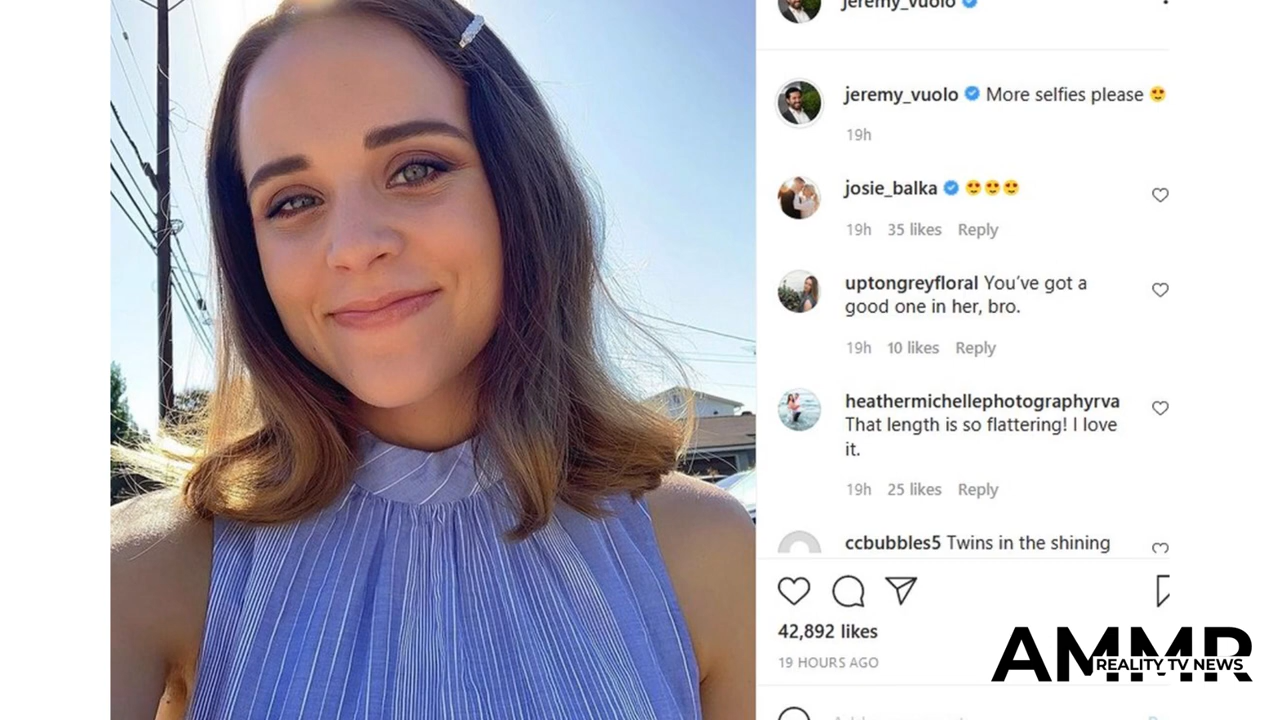 jeremy_vuolo
jeremy_vuolo More selfies please 😍
19h
josie_balka 😍😍😍
19h 35 likes Reply
uptongreyfloral You've got a
good one in her, bro.
19h 10 likes Reply
heathermichellephotographyrva
That length is so flattering! I love
it.
19h 25 likes Reply
ccbubbles5 Twins in the shining
42,892 likes
19 HOURS AGO
AMMR
REALITY TV NEWS